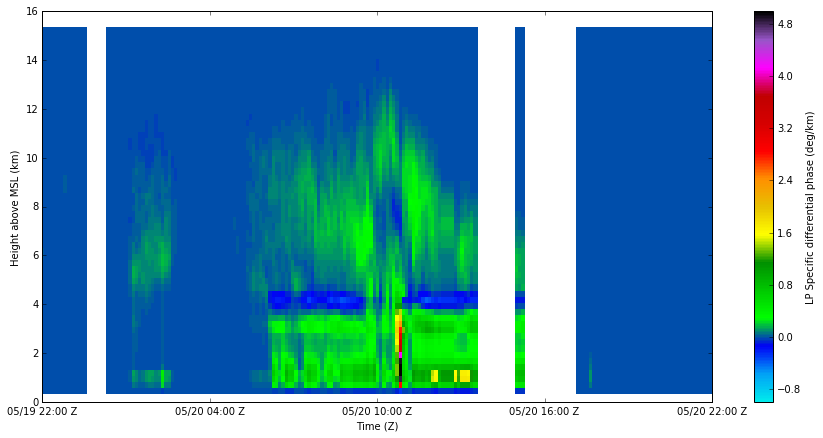 16
14
12
10
8
6
4
2
0
Height above MSL (km)
05/19 22:00 Z
05/20 04:00 Z
05/20 10:00 Z
05/20 16:00 Z
05/20 22:00 Z
Time (Z)
4.8
4.0
3.2
2.4
1.6
0.8
0.0
−0.8
LP Specific differential phase (deg/km)